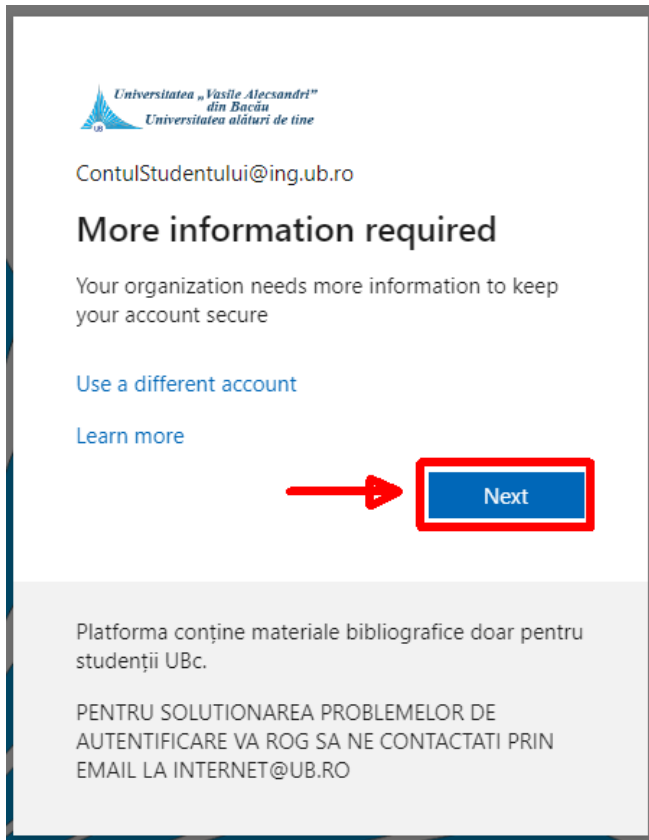 Universitatea „Vasile Alecsandri”
din Bacău
Universitatea alături de tine
UB
ContulStudentului@ing.ub.ro
More information required
Your organization needs more information to keep
your account secure
Use a different account
Learn more
Next
Platforma conține materiale bibliografice doar pentru
studenții UBc.
PENTRU SOLUTIONAREA PROBLEMELOR DE
AUTENTIFICARE VA ROG SA NE CONTACTATI PRIN
EMAIL LA INTERNET@UB.RO